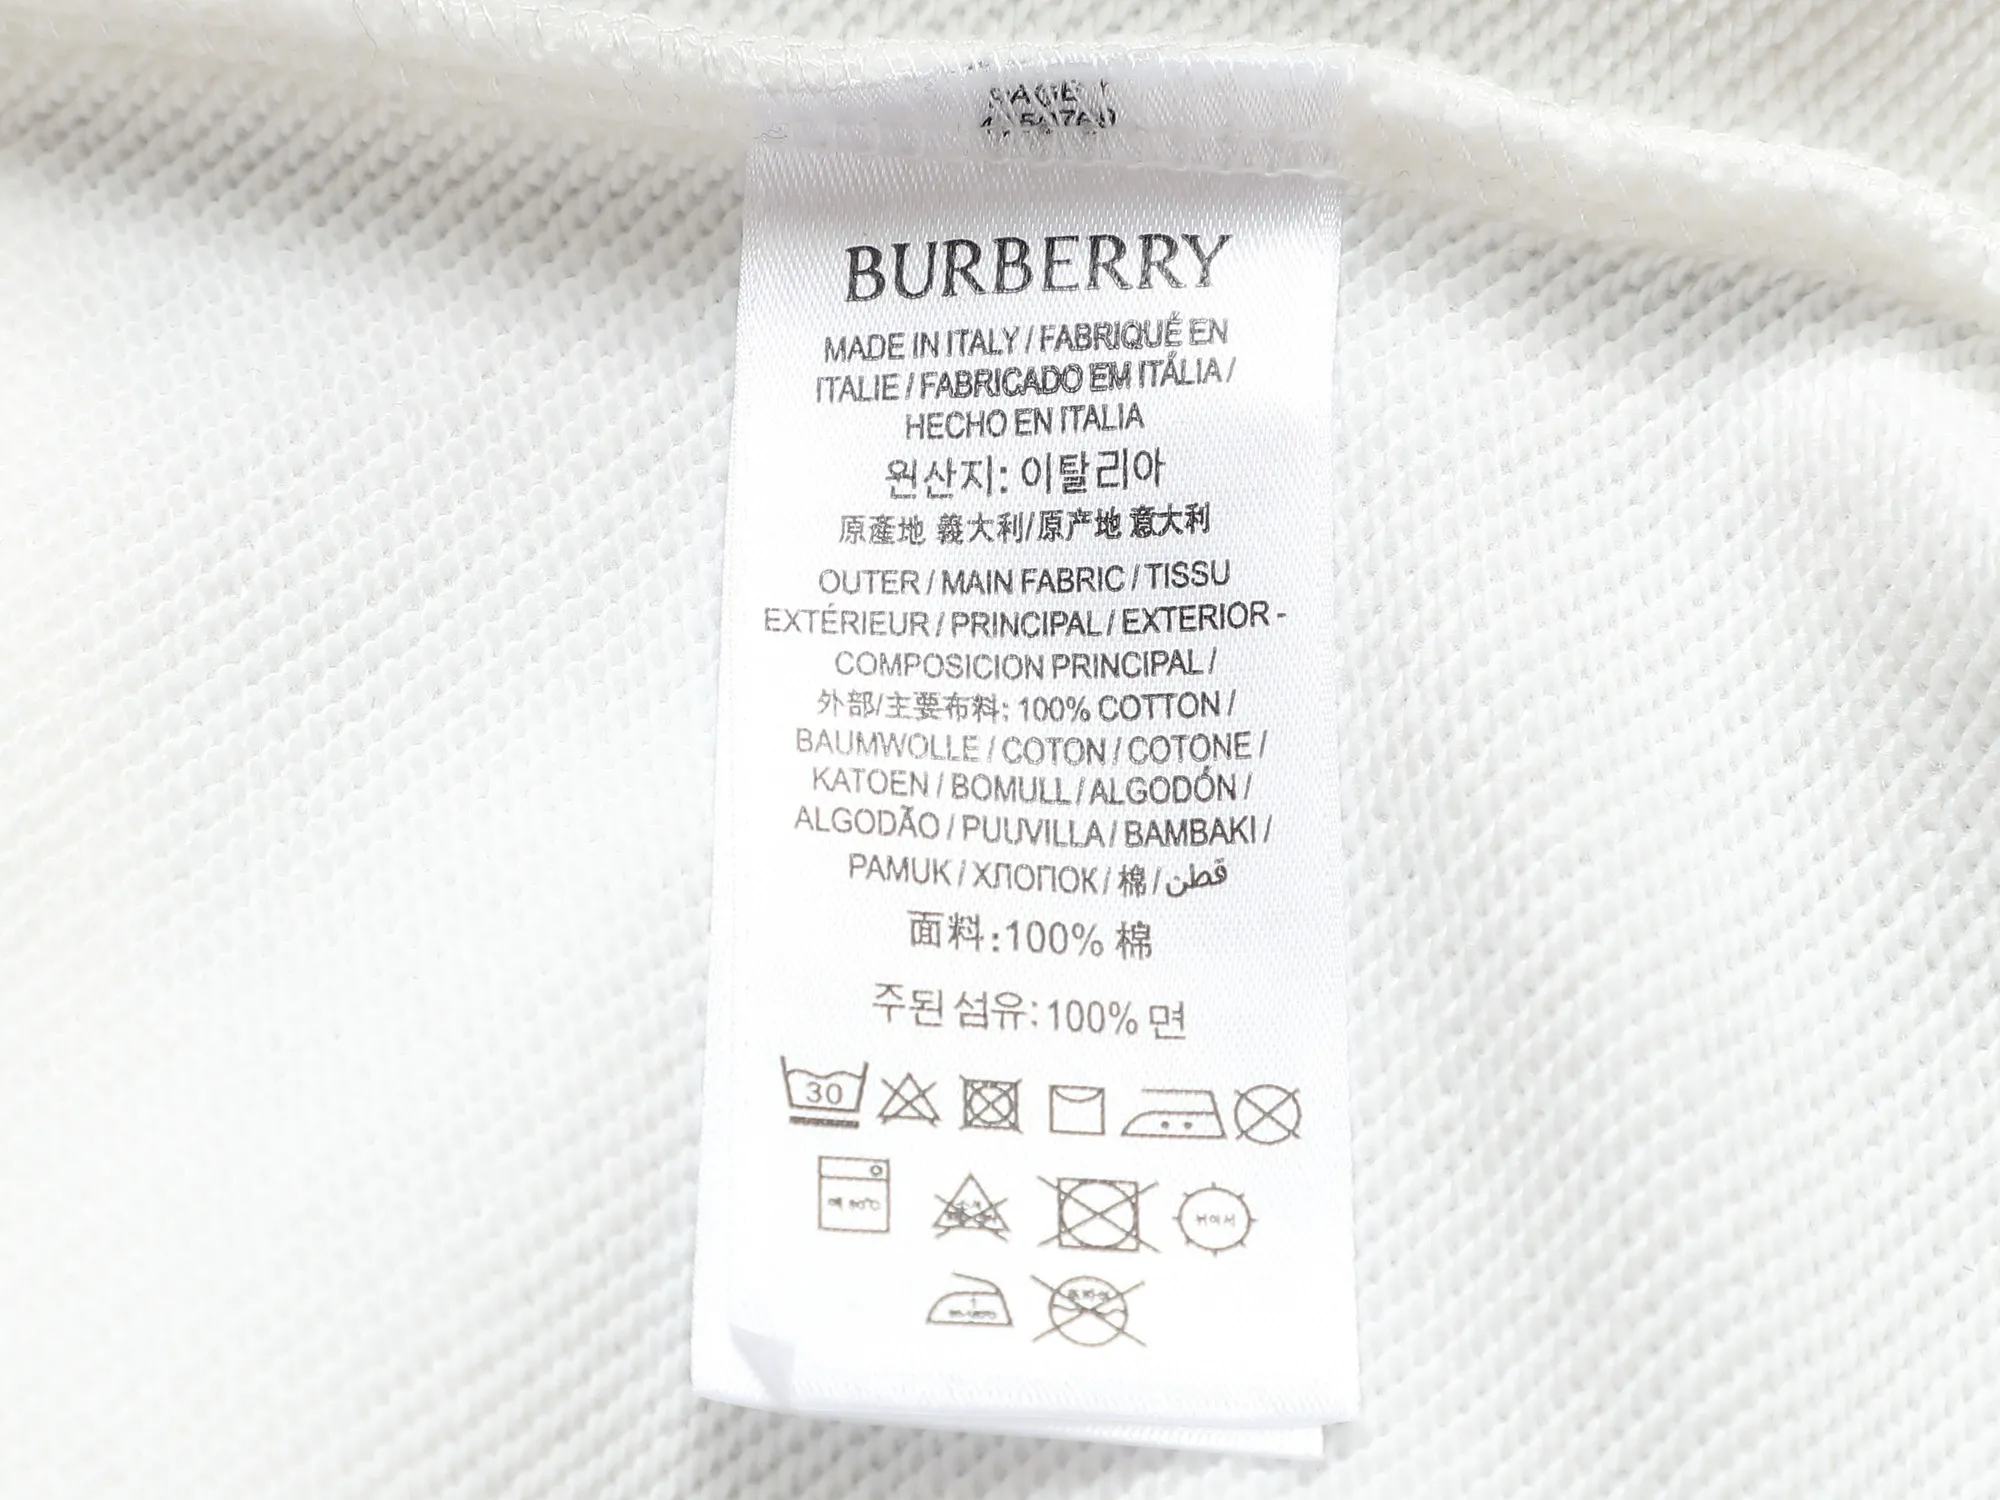 PAGE 1
BURBERRY
MADE IN ITALY / FABRIQUÉ EN
ITALIE / FABRICADO EM ITÁLIA /
HECHO EN ITALIA
원산지: 이탈리아
原產地 義大利/原产地 意大利
OUTER / MAIN FABRIC / TISSU
EXTÉRIEUR / PRINCIPAL / EXTERIOR -
COMPOSICION PRINCIPAL /
外部/主要布料: 100% COTTON /
BAUMWOLLE / COTON / COTONE /
KATOEN / BOMULL / ALGODÓN /
ALGODÃO / PUUVILLA / BAMBAKI /
PAMUK / ХЛОПОК / 棉 / قطن
面料:100% 棉
주된 섬유:100% 면
30